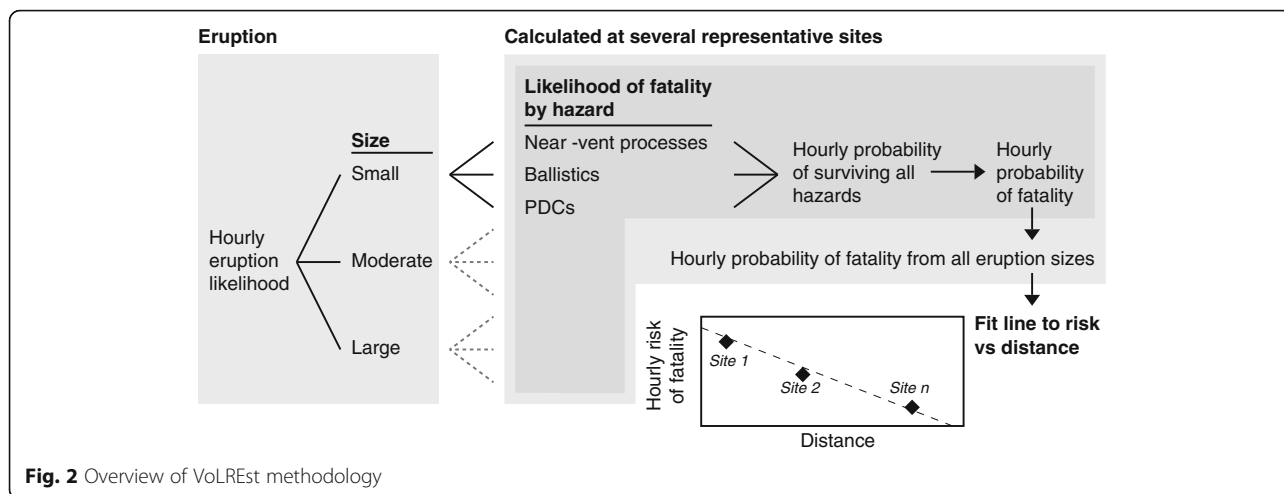 Eruption
Calculated at several representative sites
Likelihood of fatality
by hazard
Size
Small
Moderate
Large
Hourly
eruption
likelihood
Near -vent processes
Ballistics
PDCs
Hourly probability
of surviving all
hazards
Hourly
probability
of fatality
Hourly probability of fatality from all eruption sizes
Fit line to risk
vs distance
Hourly risk
of fatality
Site 1
Site 2
Site n
Distance
Fig. 2 Overview of VoLREst methodology